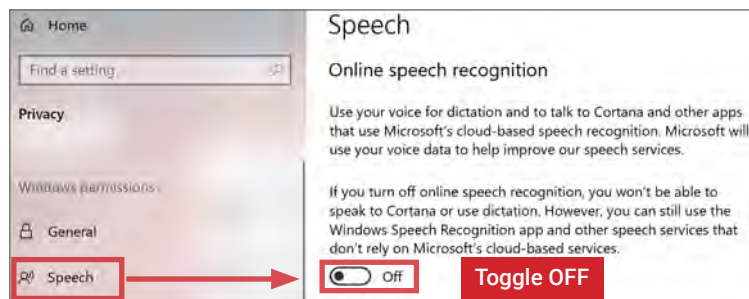 Home
Find a setting
Privacy
Windows permissions
General
Speech
Speech
Online speech recognition
Use your voice for dictation and to talk to Cortana and other apps
that use Microsoft's cloud-based speech recognition. Microsoft will
use your voice data to help improve our speech services.
If you turn off online speech recognition, you won't be able to
speak to Cortana or use dictation. However, you can still use the
Windows Speech Recognition app and other speech services that
don't rely on Microsoft's cloud-based services.
Off
Toggle OFF